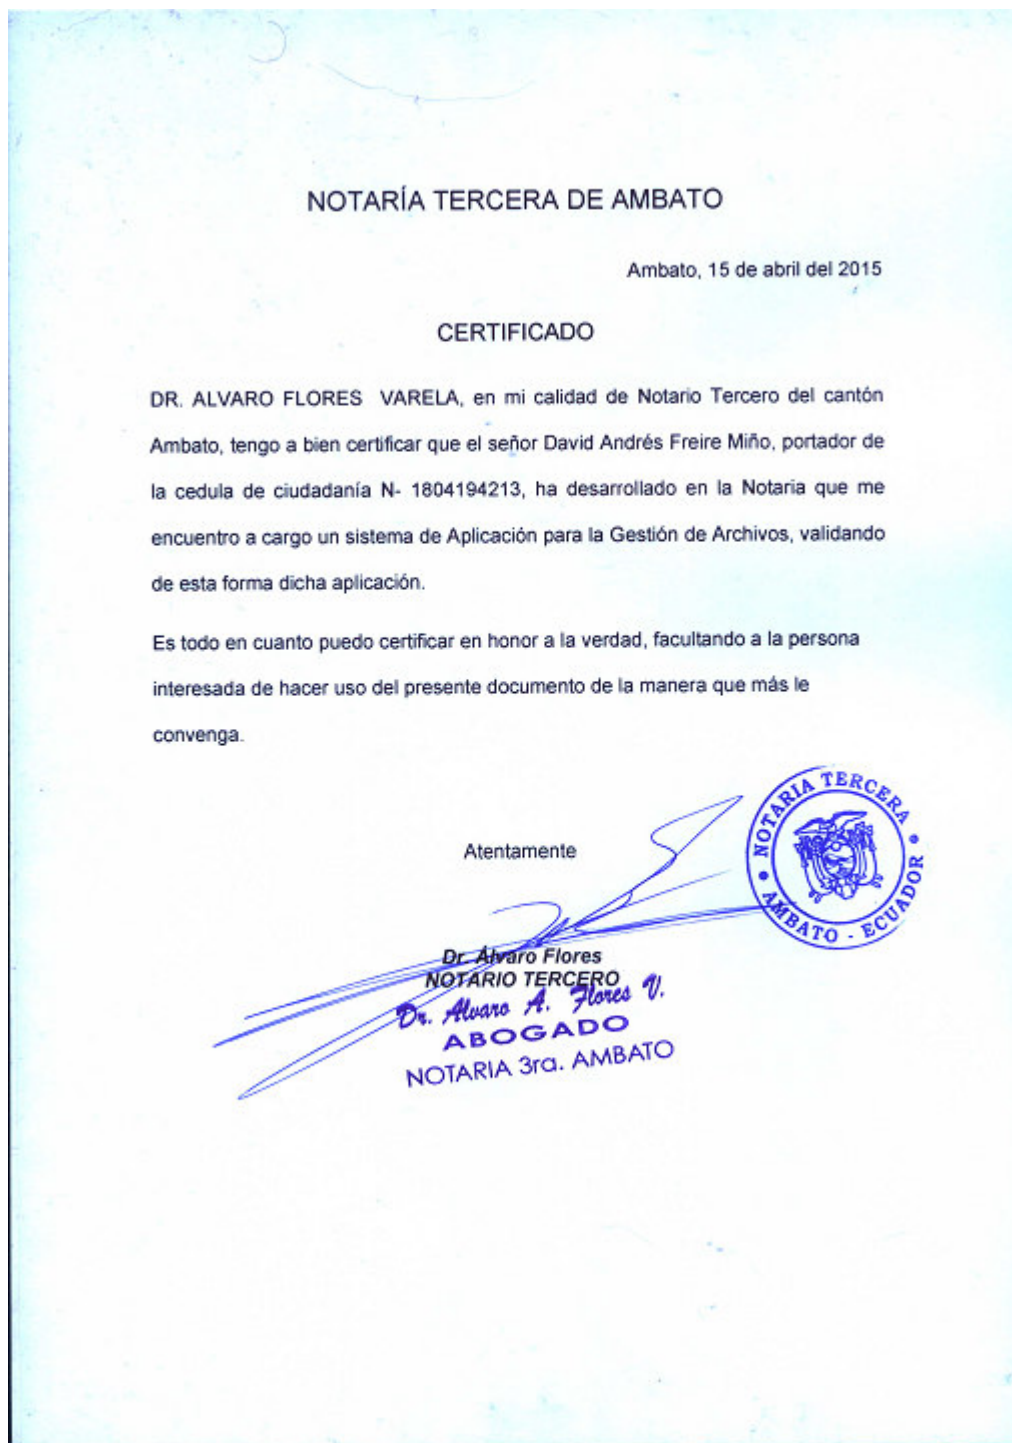 NOTARÍA TERCERA DE AMBATO
Ambato, 15 de abril del 2015
CERTIFICADO
DR. ALVARO FLORES VARELA, en mi calidad de Notario Tercero del cantón
Ambato, tengo a bien certificar que el señor David Andrés Freire Miño, portador de
la cedula de ciudadanía N- 1804194213, ha desarrollado en la Notaria que me
encuentro a cargo un sistema de Aplicación para la Gestión de Archivos, validando
de esta forma dicha aplicación.
Es todo en cuanto puedo certificar en honor a la verdad, facultando a la persona
interesada de hacer uso del presente documento de la manera que más le
convenga.
NOTARIA TERCERA
AMBATO - ECUADOR
Atentamente
Dr. Álvaro Flores
NOTARIO TERCERO
Dr. Alvaro A. Flores V.
ABOGADO
NOTARIA 3ra. AMBATO